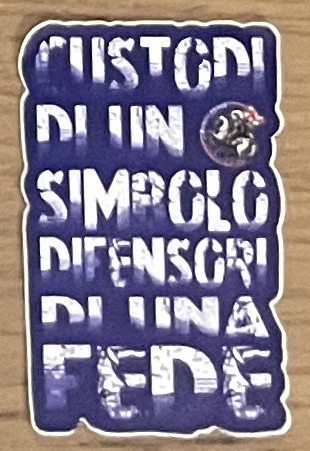 CUSTODI
DI UN
SIMBOLO
DIFENSORI
DI UNA
FEDE